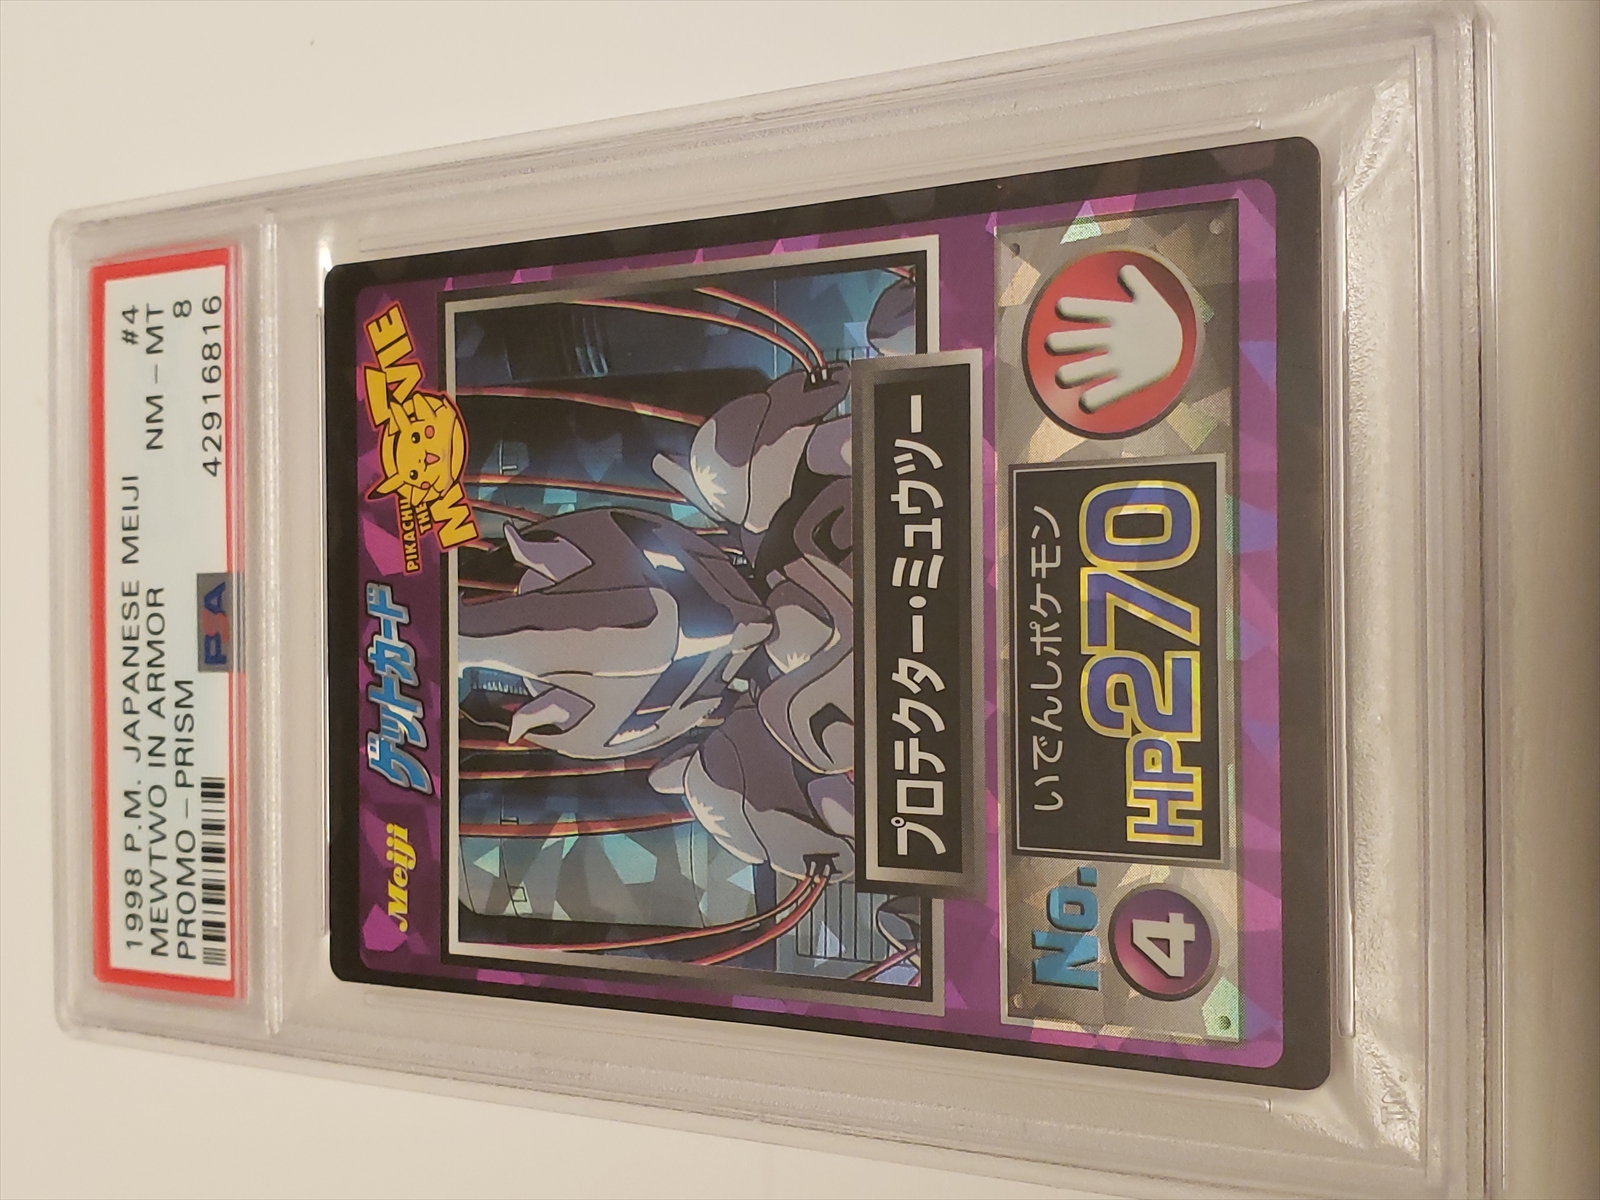 1998 P.M. JAPANESE MEIJI #4
MEWTWO IN ARMOR NM - MT
PROMO - PRISM 8
PSA 42916816
Meiji ゲットカード PIKACHU THE MOVIE
プロテクター・ミュウツー
No. 4
いでんしポケモン
HP270